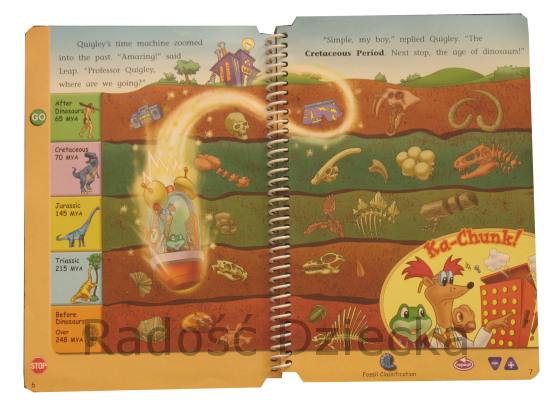 Quigley's time machine zoomed
into the past. "Amazing!" said
Leap. "Professor Quigley,
where are we going?"
GO
After
Dinosaurs
65 MYA
Cretaceous
70 MYA
Jurassic
145 MYA
Triassic
215 MYA
Before
Dinosaurs
Over
248 MYA
STOP
6
"Simple, my boy," replied Quigley. "The
Cretaceous Period. Next stop, the age of dinosaurs!"
Ka-Chunk!
Fossil Classification
repeat
7
Radość Dziecka